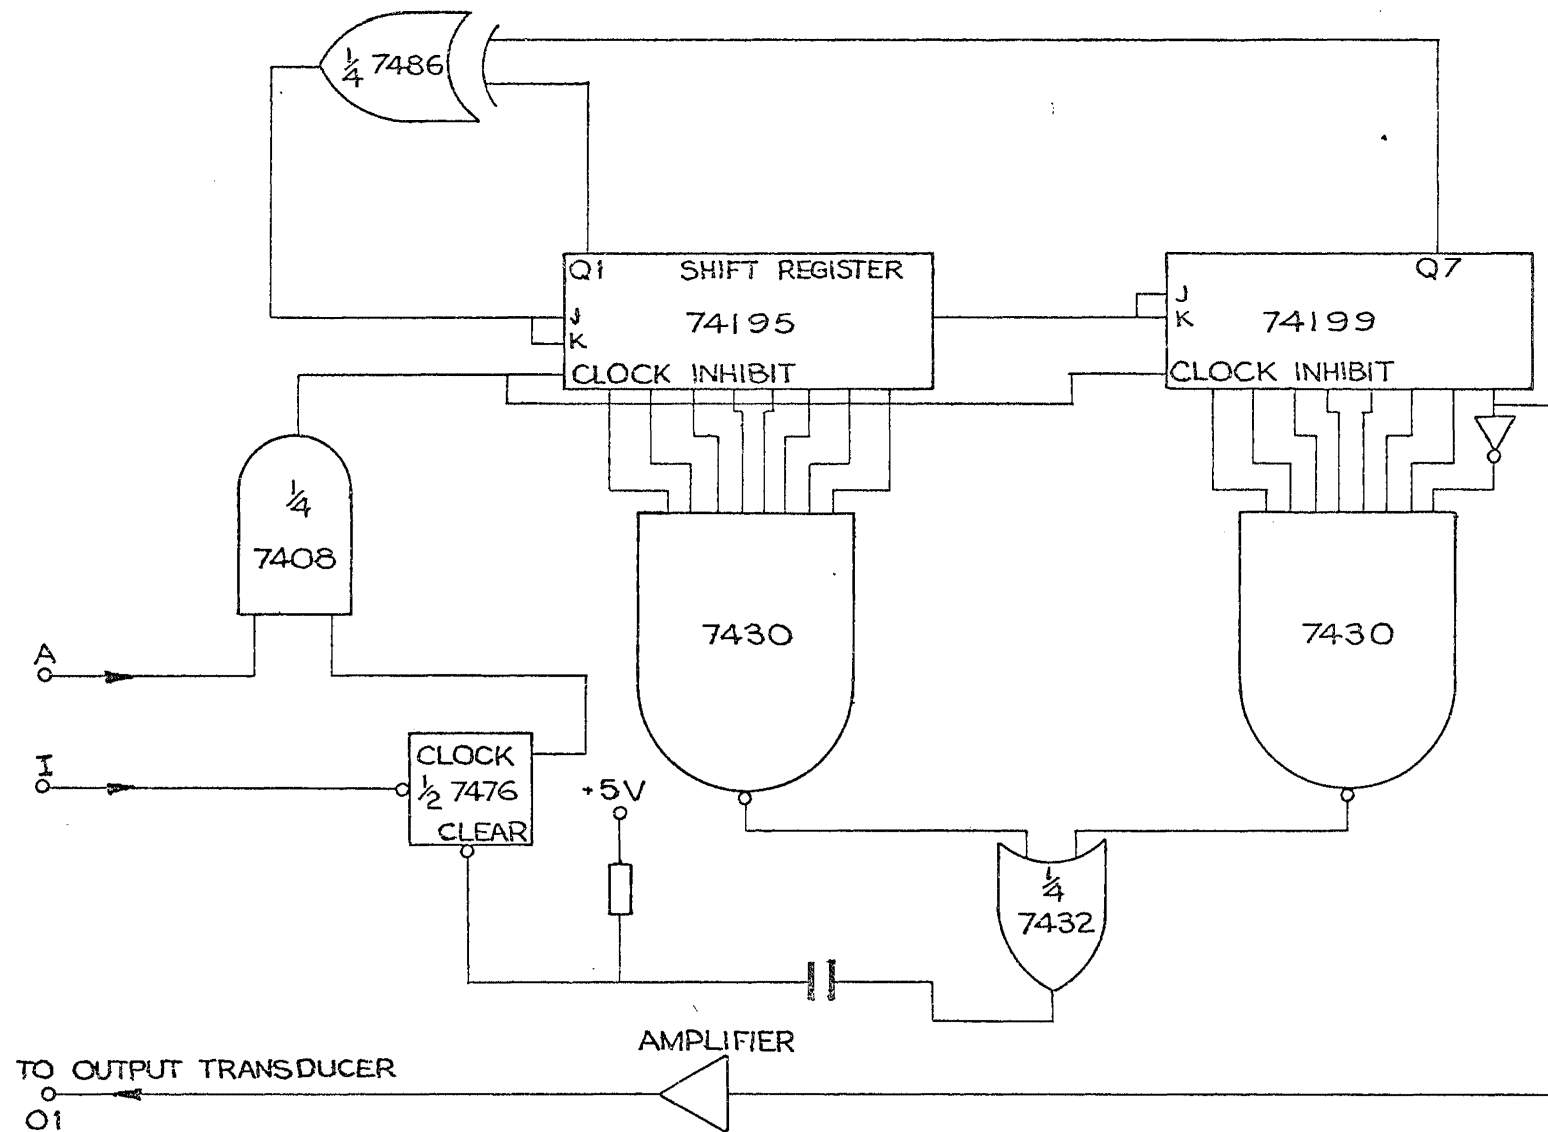 1/4 7486
Q1 SHIFT REGISTER
74195
J
K
CLOCK INHIBIT
Q7
J
K
74199
CLOCK INHIBIT
1/4
7408
7430
7430
A
I
CLOCK
1/2 7476
CLEAR
+5V
1/4
7432
AMPLIFIER
TO OUTPUT TRANSDUCER
O1